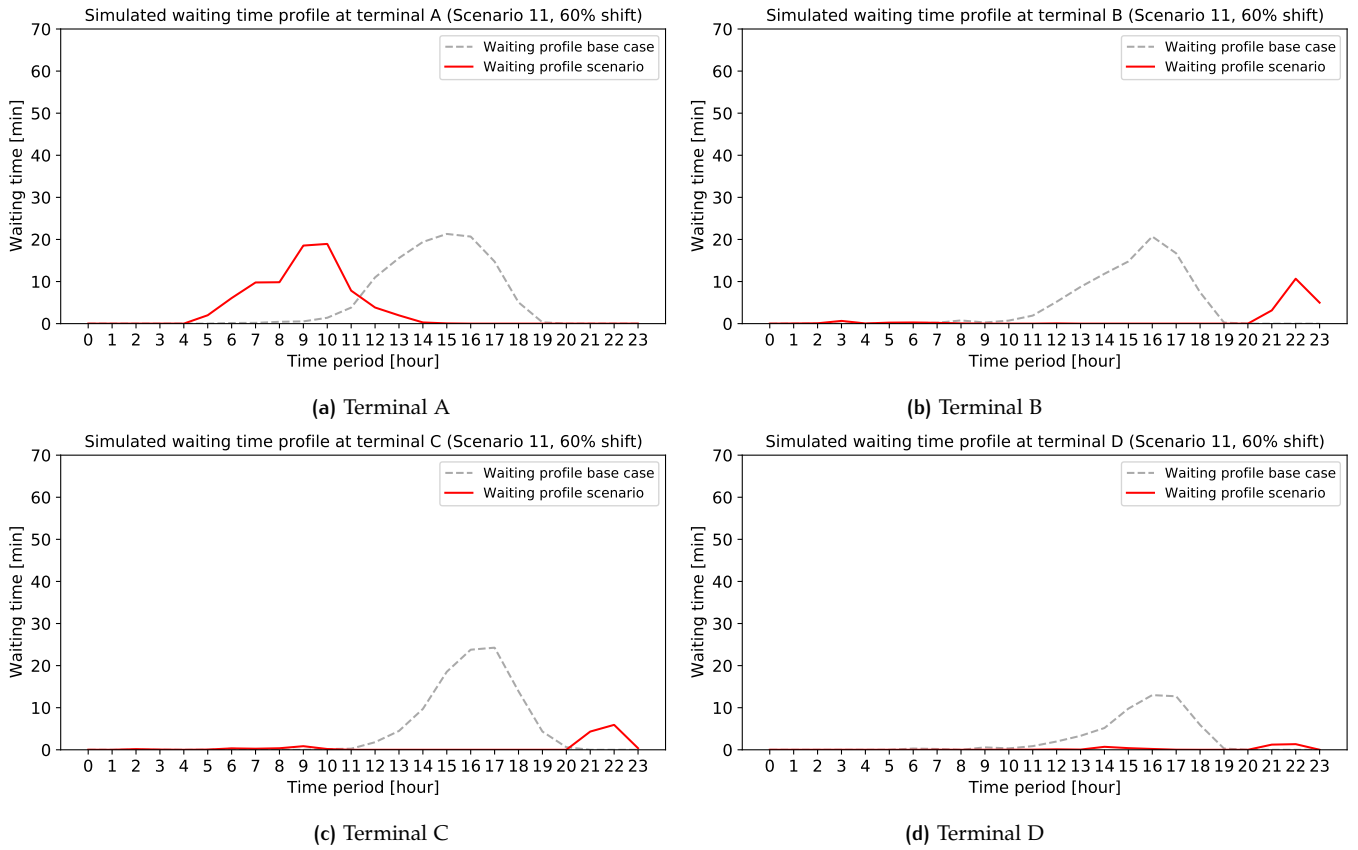 Simulated waiting time profile at terminal A (Scenario 11, 60% shift)
70
60
50
40
30
20
10
0
Waiting time [min]
Waiting profile base case
Waiting profile scenario
0 1 2 3 4 5 6 7 8 9 10 11 12 13 14 15 16 17 18 19 20 21 22 23
Time period [hour]
(a) Terminal A
Simulated waiting time profile at terminal B (Scenario 11, 60% shift)
70
60
50
40
30
20
10
0
Waiting time [min]
Waiting profile base case
Waiting profile scenario
0 1 2 3 4 5 6 7 8 9 10 11 12 13 14 15 16 17 18 19 20 21 22 23
Time period [hour]
(b) Terminal B
Simulated waiting time profile at terminal C (Scenario 11, 60% shift)
70
60
50
40
30
20
10
0
Waiting time [min]
Waiting profile base case
Waiting profile scenario
0 1 2 3 4 5 6 7 8 9 10 11 12 13 14 15 16 17 18 19 20 21 22 23
Time period [hour]
(c) Terminal C
Simulated waiting time profile at terminal D (Scenario 11, 60% shift)
70
60
50
40
30
20
10
0
Waiting time [min]
Waiting profile base case
Waiting profile scenario
0 1 2 3 4 5 6 7 8 9 10 11 12 13 14 15 16 17 18 19 20 21 22 23
Time period [hour]
(d) Terminal D